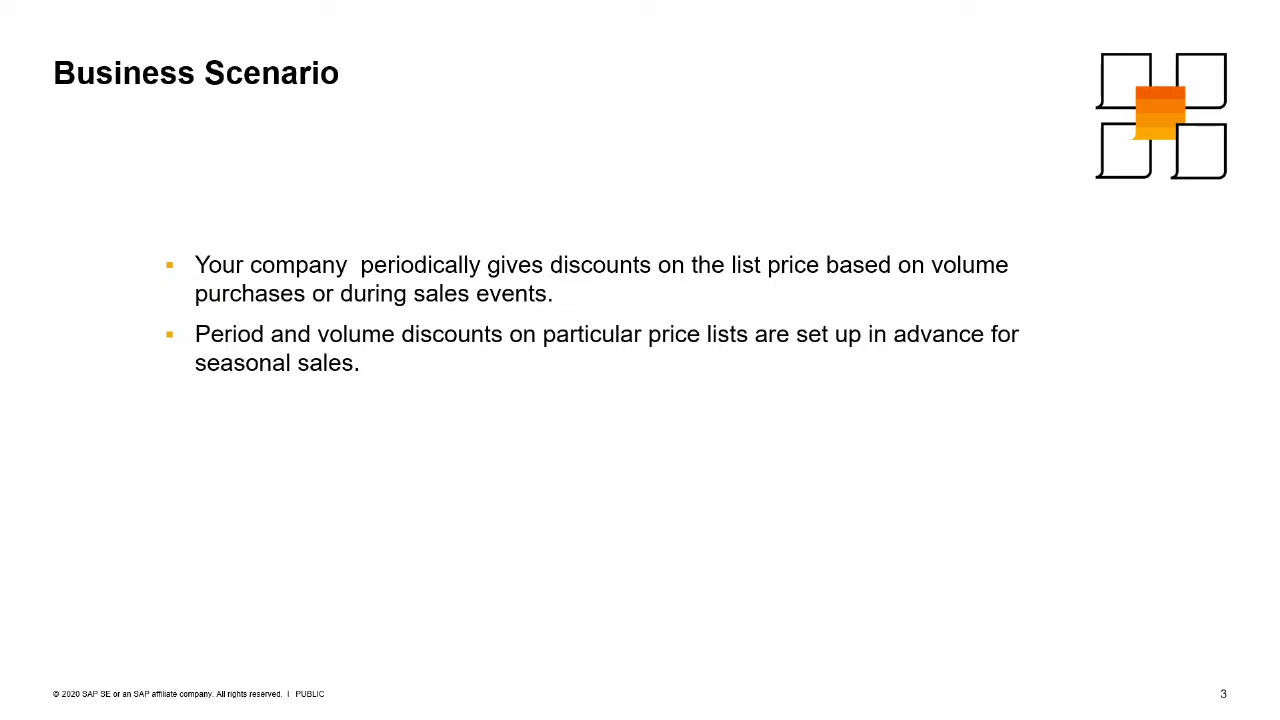 Business Scenario
▪ Your company  periodically gives discounts on the list price based on volume
purchases or during sales events.
▪ Period and volume discounts on particular price lists are set up in advance for
seasonal sales.
© 2020 SAP SE or an SAP affiliate company. All rights reserved. I PUBLIC
3